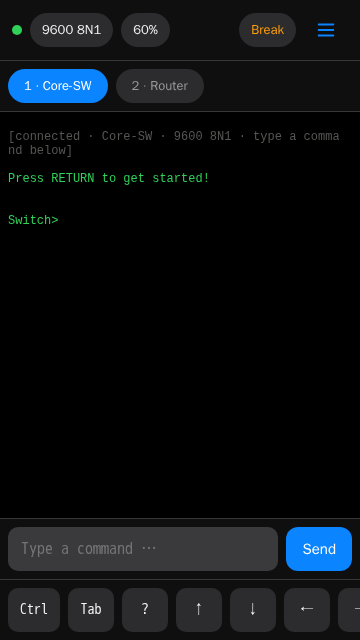 9600 8N1
60%
Break
1 · Core-SW
2 · Router
[connected · Core-SW · 9600 8N1 · type a comma
nd below]
Press RETURN to get started!
Switch>
Type a command ···
Send
Ctrl
Tab
?
↑
↓
←